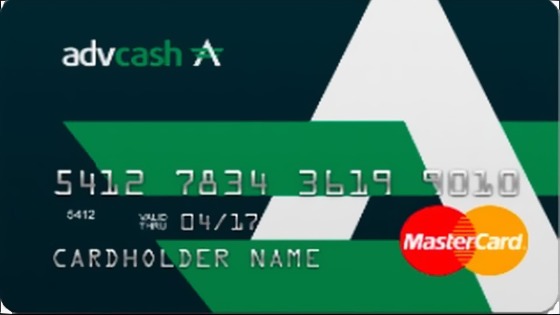 advcash
5412 7834 3619 9010
5412 VALID THRU 04/17
CARDHOLDER NAME
MasterCard